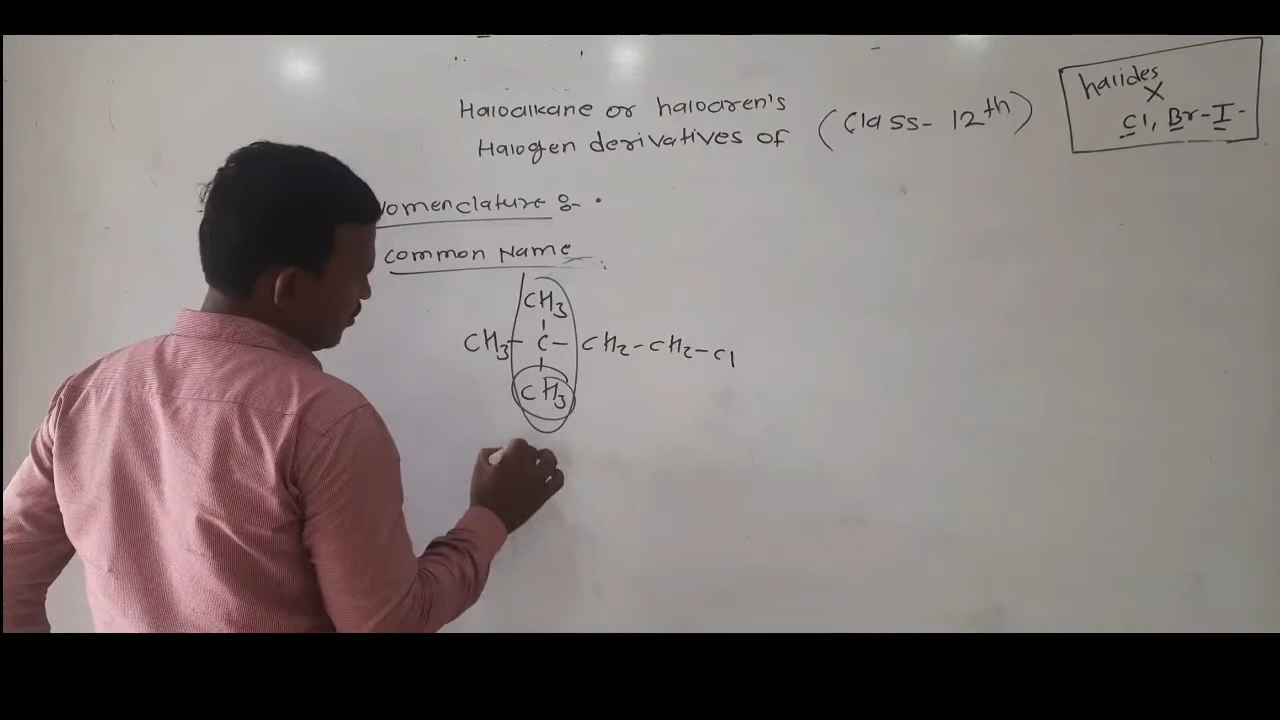 Haloalkane or haloaren's
Halogen derivatives of (Class- 12th)
halides
X
Cl, Br-I-
Nomenclature :-
Common Name
CH3
CH3-C-CH2-CH2-Cl
CH3